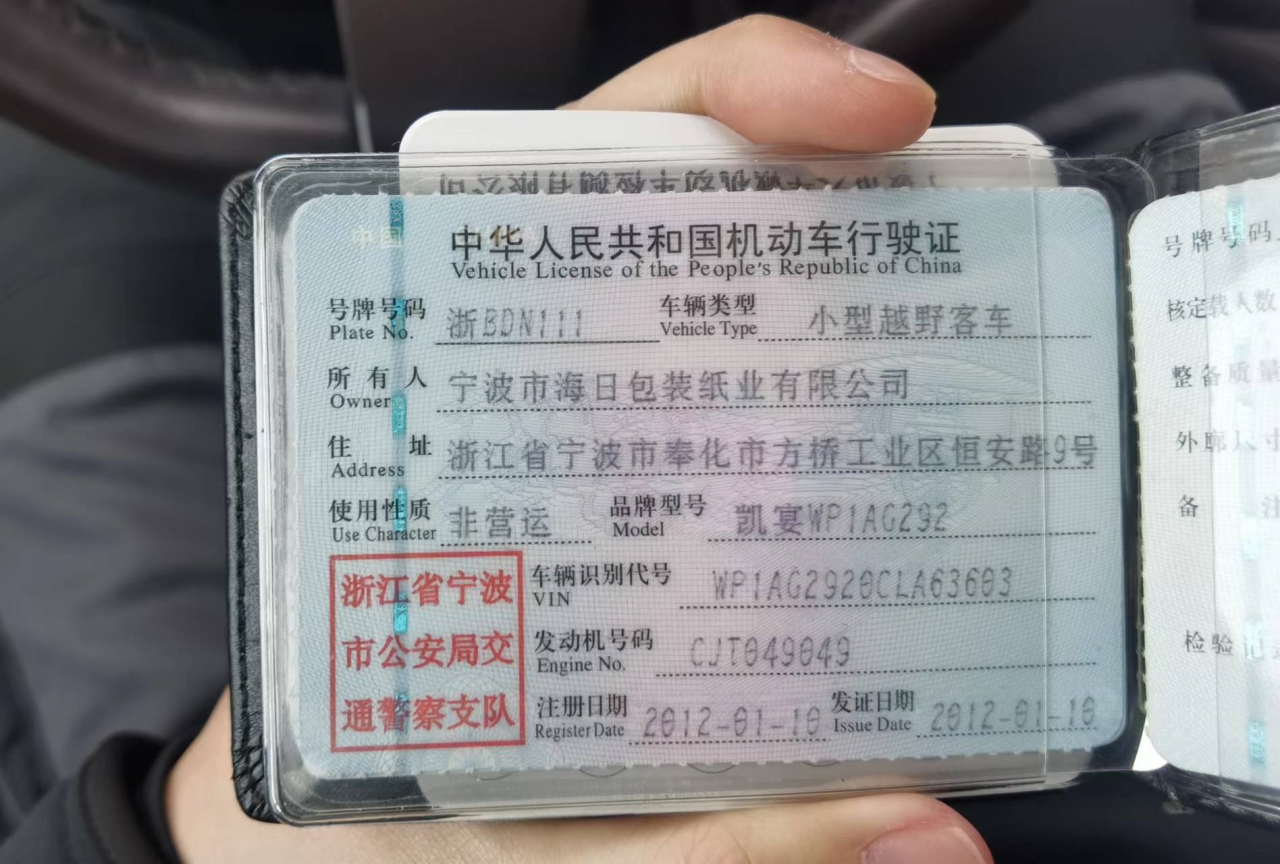 中华人民共和国机动车行驶证
Vehicle License of the People's Republic of China
号牌号码 浙BDN111 车辆类型 小型越野客车
Plate No. Vehicle Type
所有人 宁波市海日包装纸业有限公司
Owner
住址 浙江省宁波市奉化市方桥工业区恒安路9号
Address
使用性质 非营运 品牌型号 凯宴WP1AG292
Use Character Model
浙江省宁波
市公安局交
通警察支队
车辆识别代号 WP1AG2920CLA63603
VIN
发动机号码 CJT049049
Engine No.
注册日期 2012-01-10 发证日期 2012-01-10
Register Date Issue Date
号牌号码
核定载人数
整备质量
外廓尺寸
备注
检验记